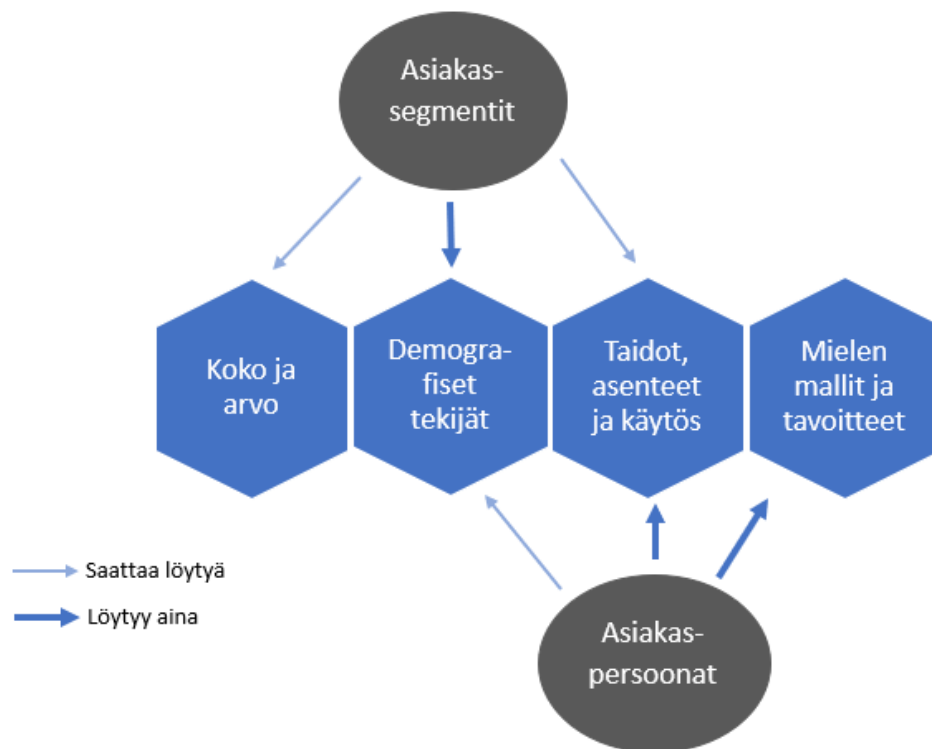 Asiakas-
segmentit
Koko ja
arvo
Demogra-
fiset
tekijät
Taidot,
asenteet
ja käytös
Mielen
mallit ja
tavoitteet
Saattaa löytyä
Löytyy aina
Asiakas-
persoonat